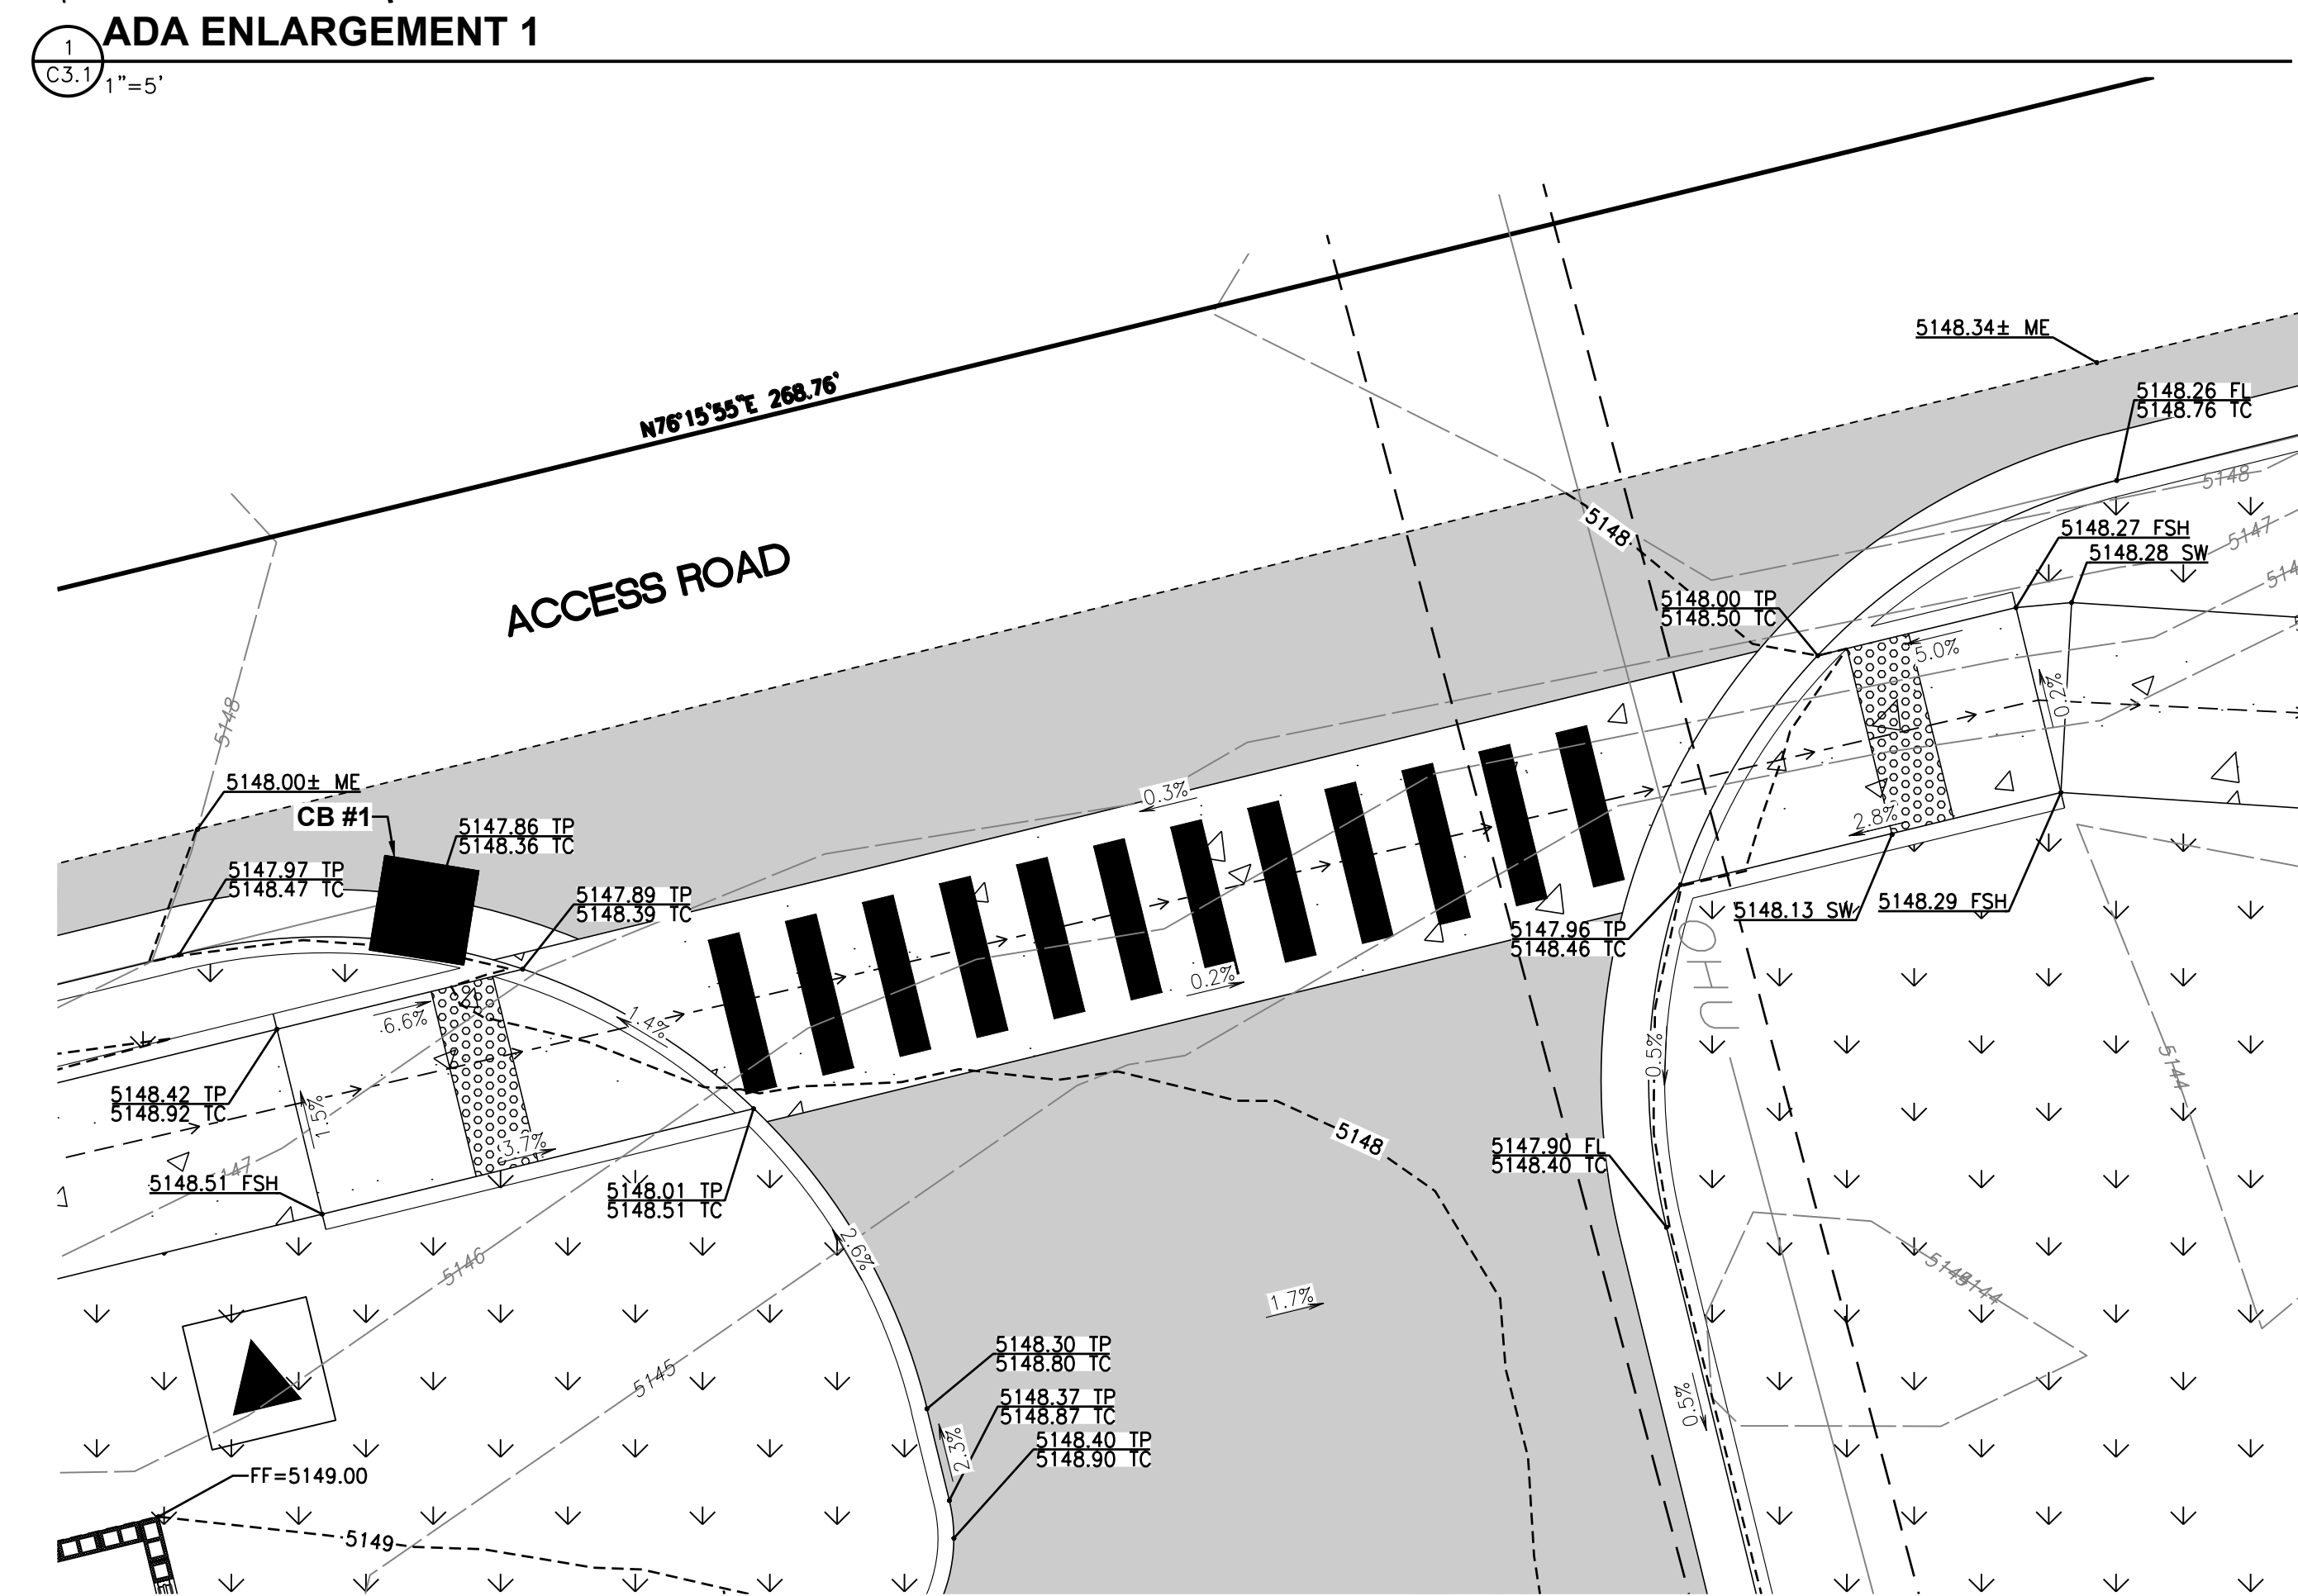 ADA ENLARGEMENT 1
1
C3.1
1"=5'
N76°15'55"E 268.76'
ACCESS ROAD
5148.34± ME
5148.26 FL
5148.76 TC
5148
5148
5147
5148.27 FSH
5148.28 SW
5148.00 TP
5148.50 TC
5.0%
0.2%
5148
5148.00± ME
CB #1
5147.86 TP
5148.36 TC
0.3%
2.8%
5147.97 TP
5148.47 TC
5147.89 TP
5148.39 TC
5148.13 SW
5148.29 FSH
5147.96 TP
5148.46 TC
OHU
0.2%
6.6%
1.4%
0.5%
5144
5148.42 TP
5148.92 TC
1.5%
3.7%
5148
5147.90 FL
5148.40 TC
5147
5148.51 FSH
5148.01 TP
5148.51 TC
2.6%
5146
5145
5144
1.7%
5148.30 TP
5148.80 TC
5145
5148.37 TP
5148.87 TC
0.5%
5148.40 TP
5148.90 TC
2.3%
FF=5149.00
5149